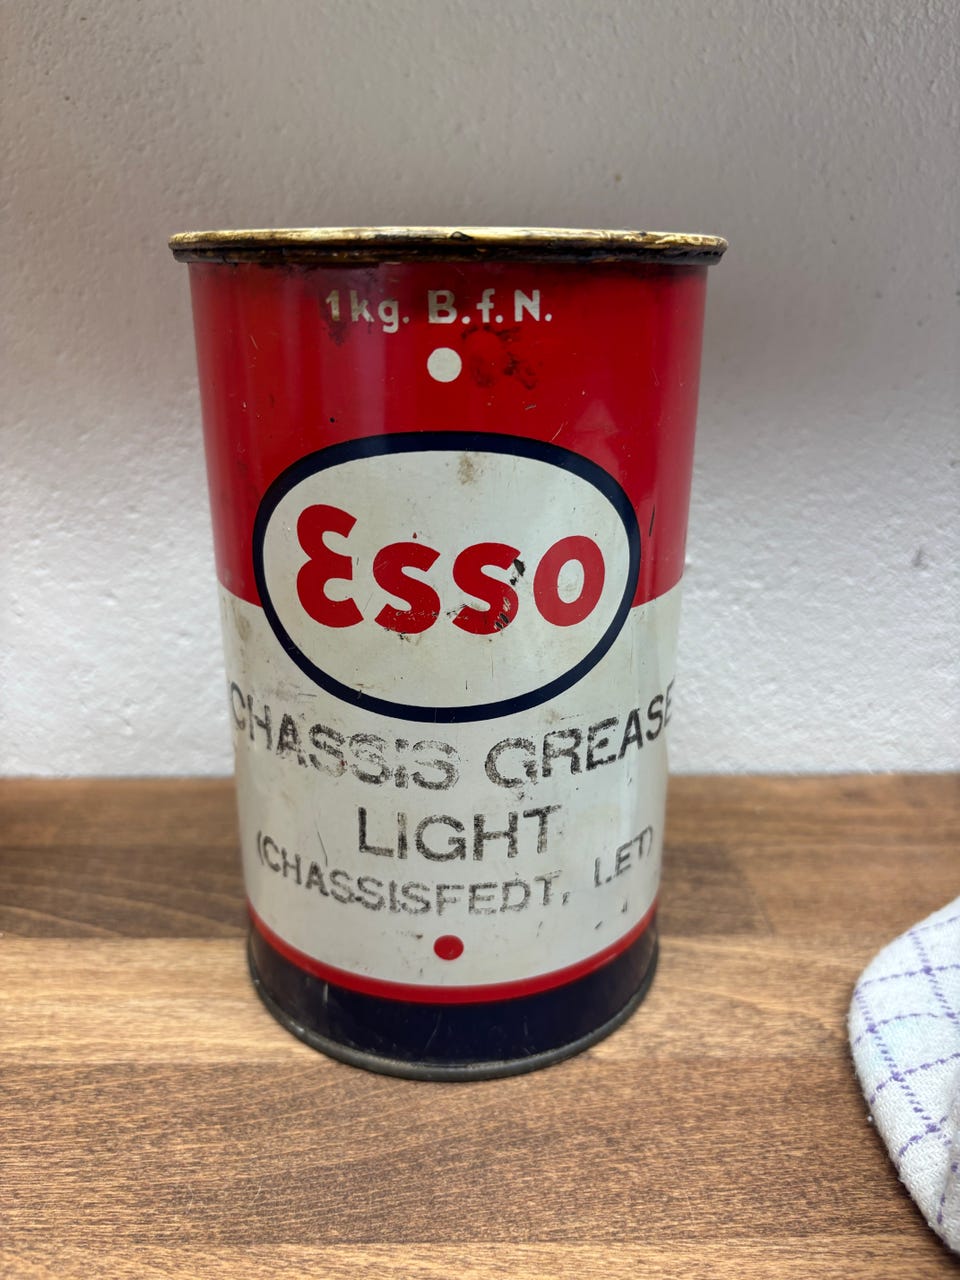 1kg. B.f.N.
Esso
CHASSIS GREASE
LIGHT
(CHASSISFEDT, LET)